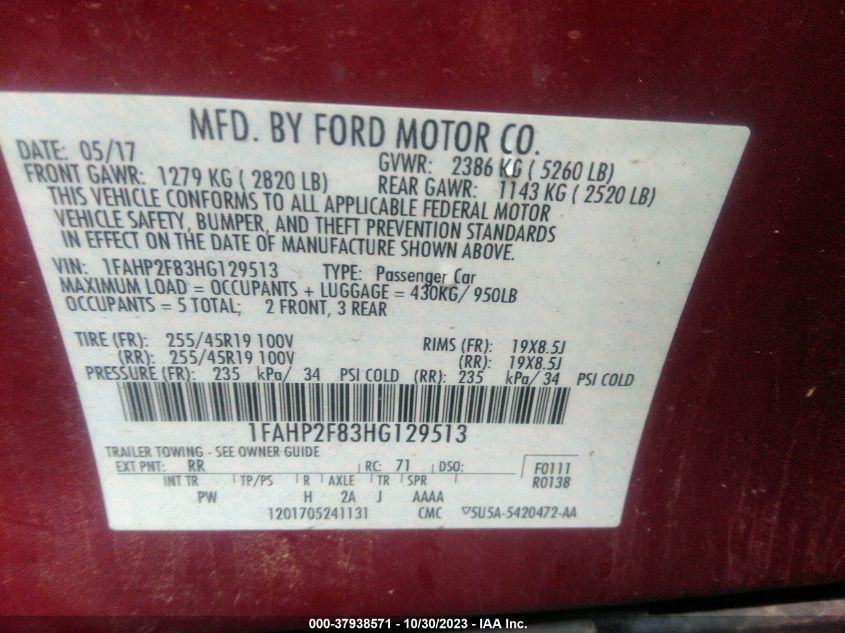 MFD. BY FORD MOTOR CO.
DATE: 05/17 GVWR: 2386 KG ( 5260 LB)
FRONT GAWR: 1279 KG ( 2820 LB) REAR GAWR: 1143 KG ( 2520 LB)
THIS VEHICLE CONFORMS TO ALL APPLICABLE FEDERAL MOTOR
VEHICLE SAFETY, BUMPER, AND THEFT PREVENTION STANDARDS
IN EFFECT ON THE DATE OF MANUFACTURE SHOWN ABOVE.
VIN: 1FAHP2F83HG129513 TYPE: Passenger Car
MAXIMUM LOAD = OCCUPANTS + LUGGAGE = 430KG/ 950LB
OCCUPANTS = 5 TOTAL; 2 FRONT, 3 REAR
TIRE (FR): 255/45R19 100V RIMS (FR): 19X8.5J
(RR): 255/45R19 100V (RR): 19X8.5J
PRESSURE (FR): 235 kPa/ 34 PSI COLD (RR): 235 kPa/ 34 PSI COLD
1FAHP2F83HG129513
TRAILER TOWING - SEE OWNER GUIDE
EXT PNT: RR RC: 71 DSO: F0111
INT TR TP/PS R AXLE TR SPR R0138
PW H 2A J AAAA
1201705241131 CMC 5U5A-5420472-AA
000-37938571 - 10/30/2023 - IAA Inc.